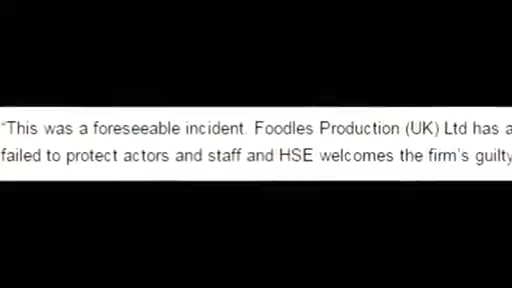 “This was a foreseeable incident. Foodles Production (UK) Ltd has a
failed to protect actors and staff and HSE welcomes the firm’s guilty